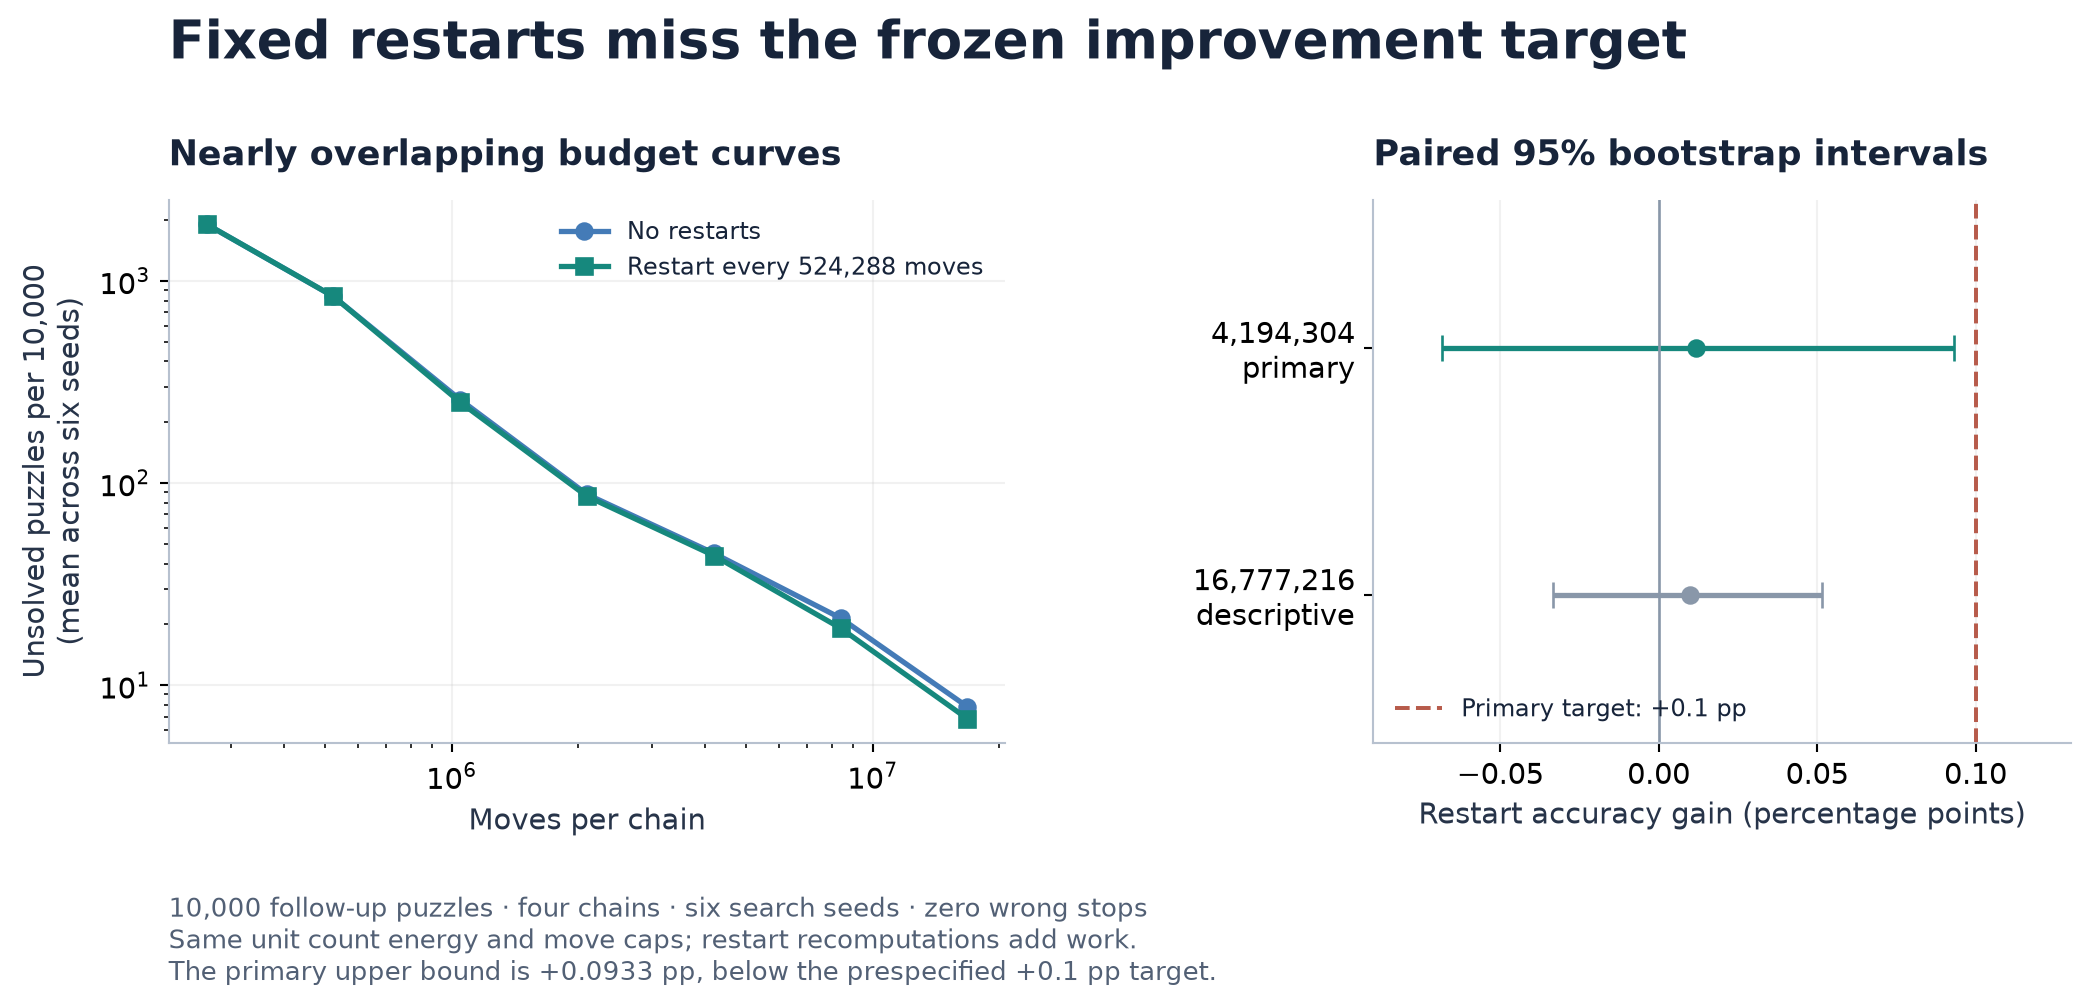 Fixed restarts miss the frozen improvement target
Nearly overlapping budget curves
Unsolved puzzles per 10,000
(mean across six seeds)
10³
10²
10¹
No restarts
Restart every 524,288 moves
10⁶
10⁷
Moves per chain
Paired 95% bootstrap intervals
4,194,304
primary
16,777,216
descriptive
Primary target: +0.1 pp
−0.05
0.00
0.05
0.10
Restart accuracy gain (percentage points)
10,000 follow-up puzzles · four chains · six search seeds · zero wrong stops
Same unit count energy and move caps; restart recomputations add work.
The primary upper bound is +0.0933 pp, below the prespecified +0.1 pp target.